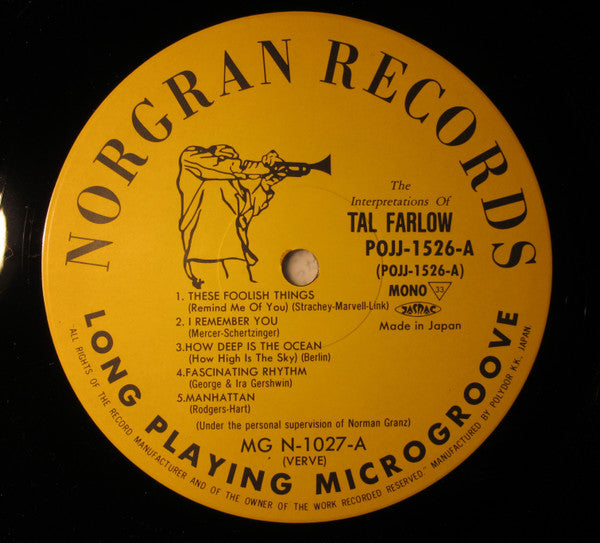 NORGRAN RECORDS
The
Interpretations Of
TAL FARLOW
POJJ-1526-A
(POJJ-1526-A)
MONO 33
JASRAC
Made in Japan
1. THESE FOOLISH THINGS
(Remind Me Of You) (Strachey-Marvell-Link)
2. I REMEMBER YOU
(Mercer-Schertzinger)
3.HOW DEEP IS THE OCEAN
(How High Is The Sky) (Berlin)
4.FASCINATING RHYTHM
(George & Ira Gershwin)
5.MANHATTAN
(Rodgers-Hart)
(Under the personal supervision of Norman Granz)
MG N-1027-A
(VERVE)
LONG PLAYING MICROGROOVE
"ALL RIGHTS OF THE RECORD MANUFACTURER AND OF THE OWNER OF THE WORK RECORDED RESERVED." MANUFACTURED BY POLYDOR K.K. JAPAN.